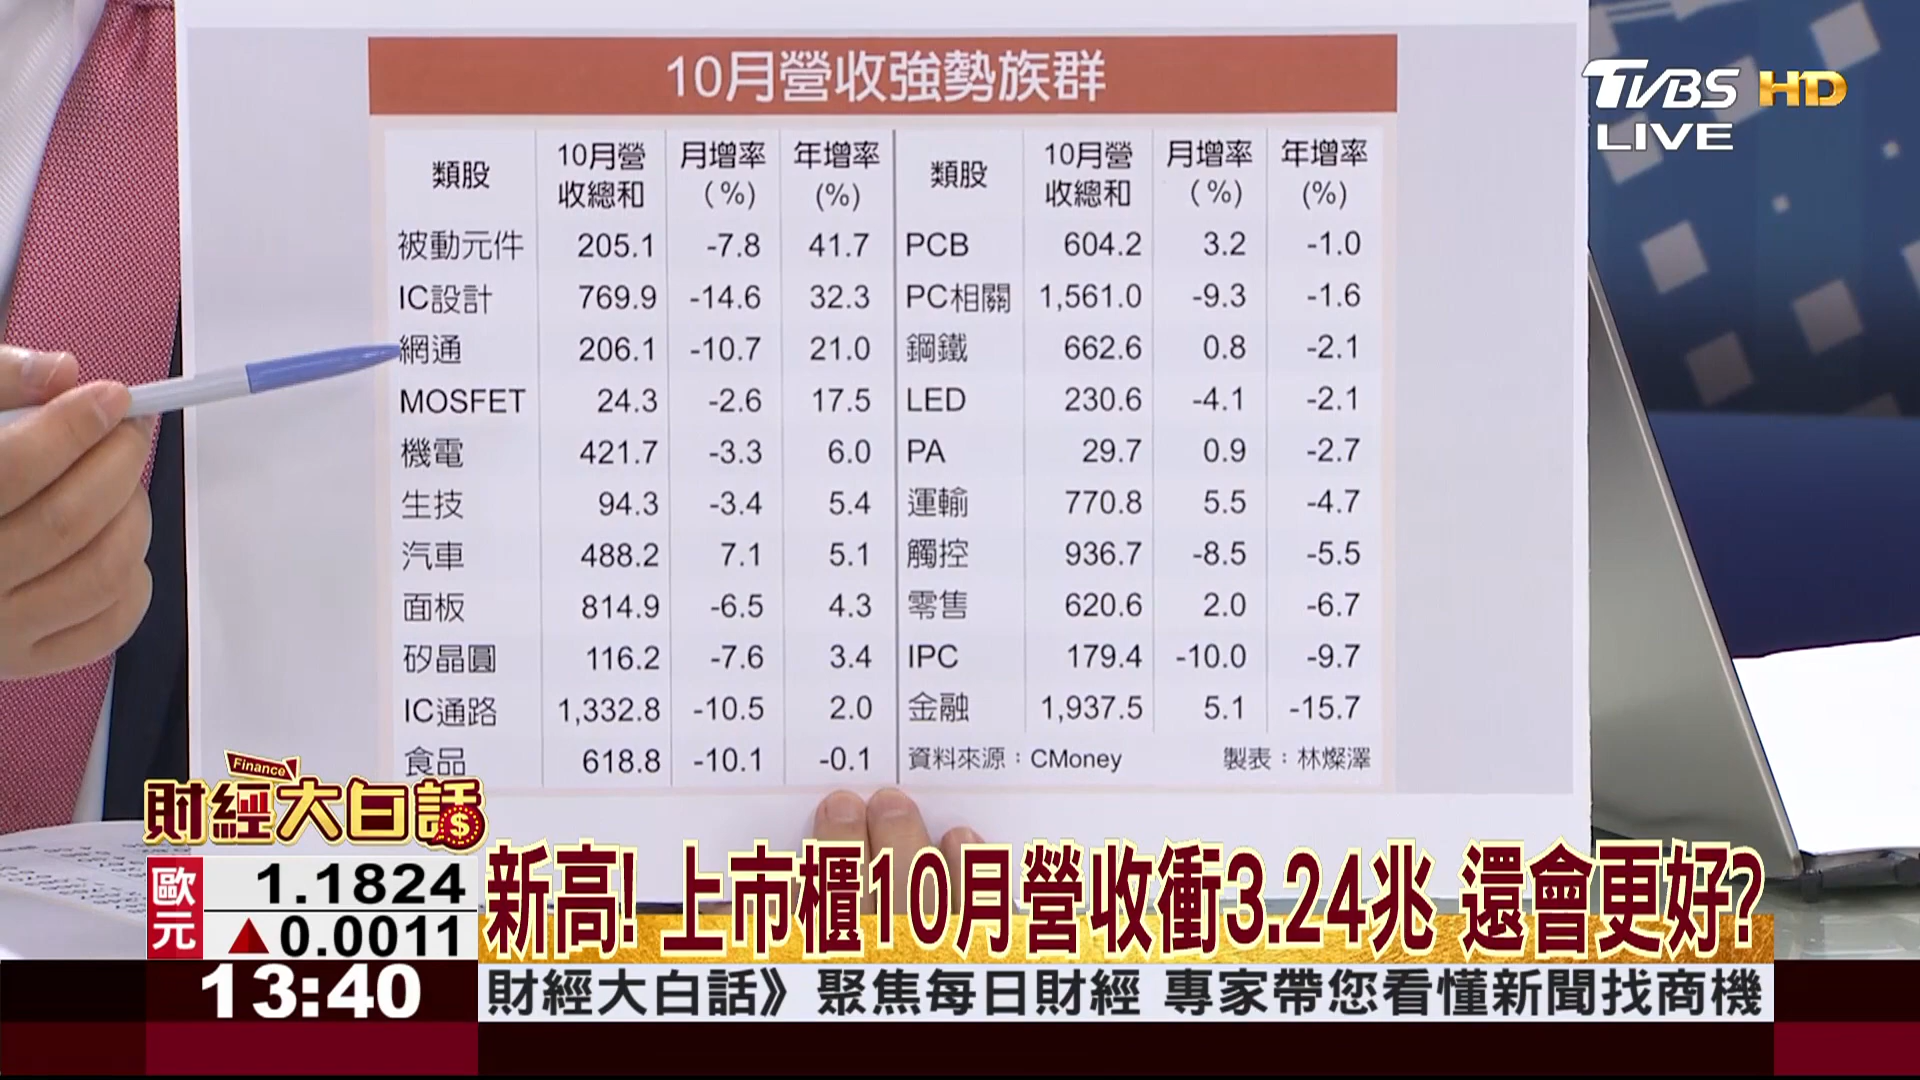 10月營收強勢族群
TVBS HD
LIVE
類股 10月營收總和 月增率(%) 年增率(%) 類股 10月營收總和 月增率(%) 年增率(%)
被動元件 205.1 -7.8 41.7 PCB 604.2 3.2 -1.0
IC設計 769.9 -14.6 32.3 PC相關 1,561.0 -9.3 -1.6
網通 206.1 -10.7 21.0 鋼鐵 662.6 0.8 -2.1
MOSFET 24.3 -2.6 17.5 LED 230.6 -4.1 -2.1
機電 421.7 -3.3 6.0 PA 29.7 0.9 -2.7
生技 94.3 -3.4 5.4 運輸 770.8 5.5 -4.7
汽車 488.2 7.1 5.1 觸控 936.7 -8.5 -5.5
面板 814.9 -6.5 4.3 零售 620.6 2.0 -6.7
矽晶圓 116.2 -7.6 3.4 IPC 179.4 -10.0 -9.7
IC通路 1,332.8 -10.5 2.0 金融 1,937.5 5.1 -15.7
食品 618.8 -10.1 -0.1 資料來源：CMoney 製表：林燦澤
Finance
財經大白話
歐元 1.1824
▲0.0011
新高! 上市櫃10月營收衝3.24兆 還會更好?
13:40
財經大白話》聚焦每日財經 專家帶您看懂新聞找商機